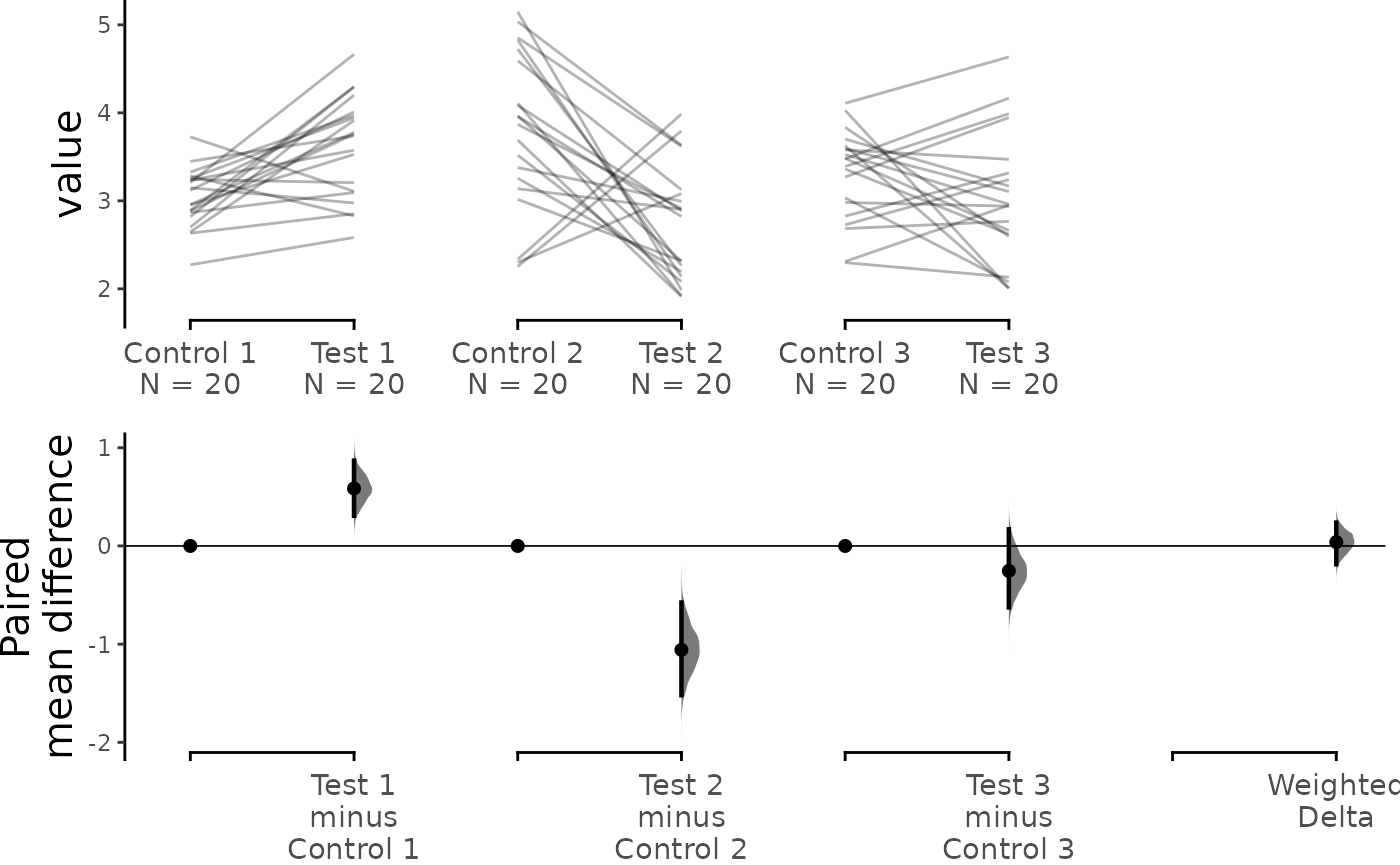 value
5
4
3
2
Control 1
N = 20
Test 1
N = 20
Control 2
N = 20
Test 2
N = 20
Control 3
N = 20
Test 3
N = 20
Paired
mean difference
1
0
-1
-2
Test 1
minus
Control 1
Test 2
minus
Control 2
Test 3
minus
Control 3
Weighted
Delta